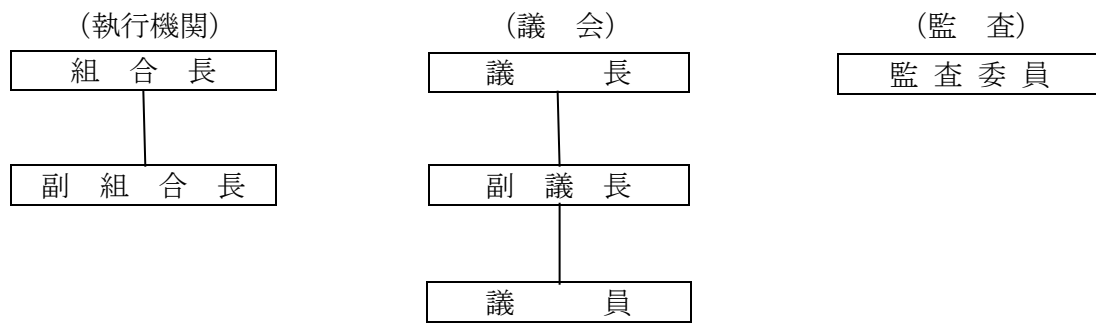 （執行機関）
組　合　長
副　組　合　長
（議　会）
議　　　長
副　議　長
議　　　員
（監　査）
監 査 委 員